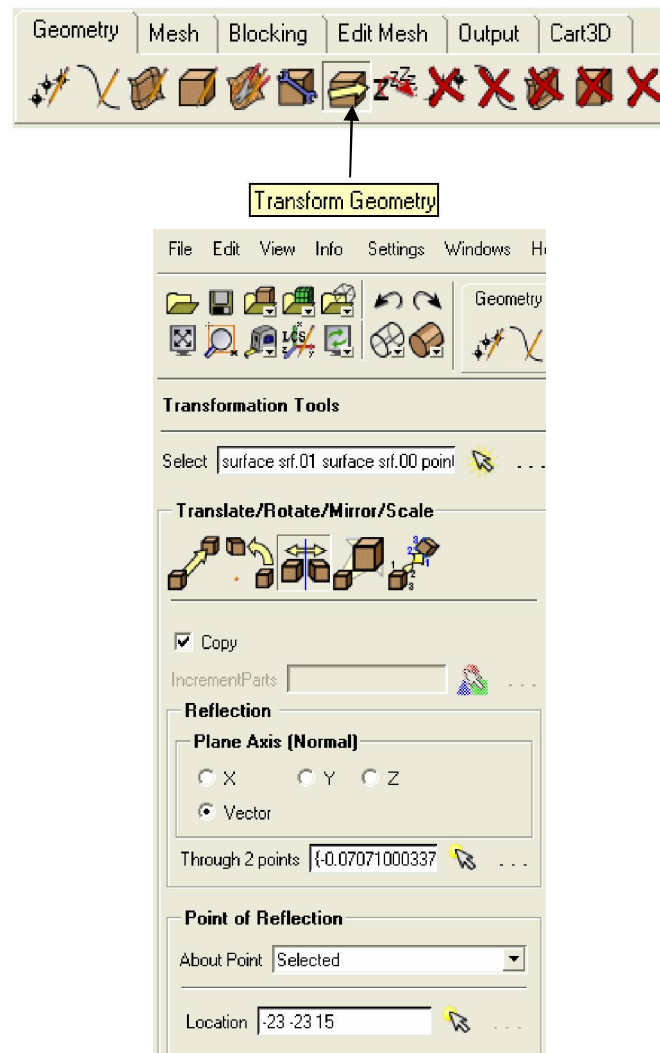 Geometry Mesh Blocking Edit Mesh Output Cart3D
Transform Geometry
File Edit View Info Settings Windows
Geometry
LCS
Transformation Tools
Select surface srf.01 surface srf.00 point ...
Translate/Rotate/Mirror/Scale
Copy
IncrementParts ...
Reflection
Plane Axis (Normal)
X Y Z
Vector
Through 2 points {-0.07071000337 ...
Point of Reflection
About Point Selected
Location -23 -23 15 ...